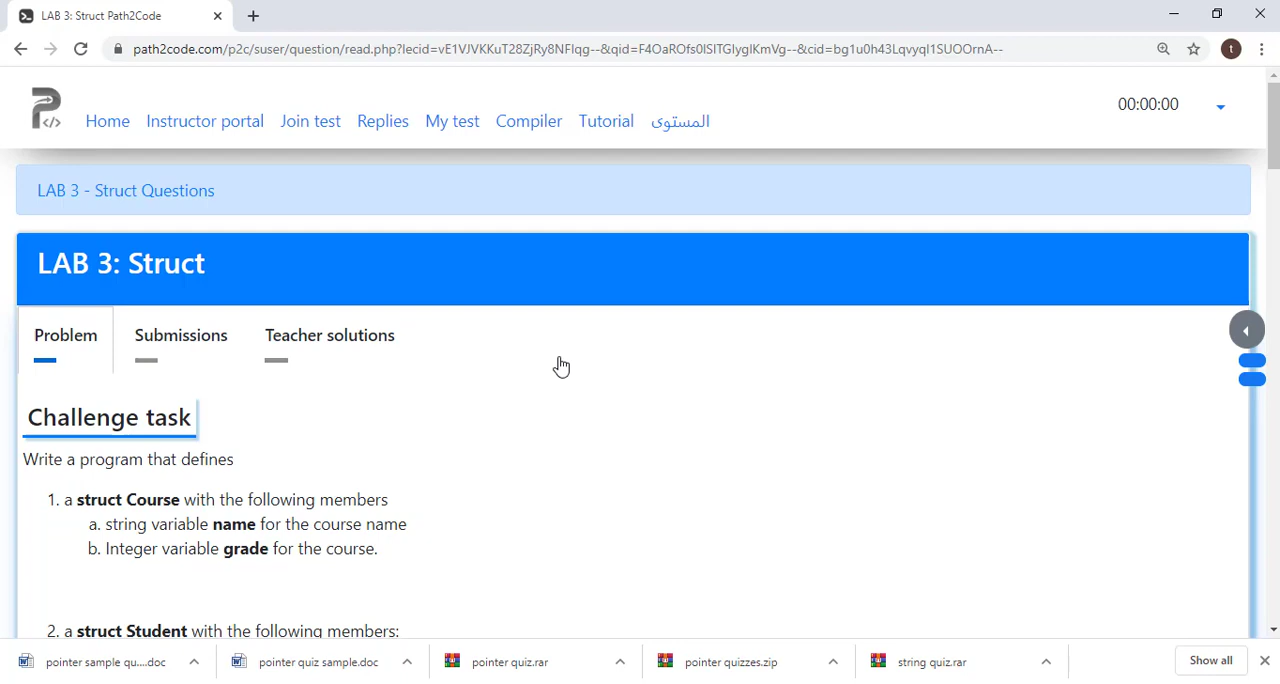 LAB 3: Struct Path2Code
path2code.com/p2c/suser/question/read.php?lecid=vE1VJVKKuT28ZjRy8NFIqg--&qid=F4OaROfs0lSlTGlyglKmVg--&cid=bg1u0h43Lqvyql1SUOOrnA--
t
Home Instructor portal Join test Replies My test Compiler Tutorial المستوى
00:00:00
LAB 3 - Struct Questions
LAB 3: Struct
Problem Submissions Teacher solutions
Challenge task
Write a program that defines
1. a struct Course with the following members
a. string variable name for the course name
b. Integer variable grade for the course.
2. a struct Student with the following members:
pointer sample qu....doc pointer quiz sample.doc pointer quiz.rar pointer quizzes.zip string quiz.rar Show all